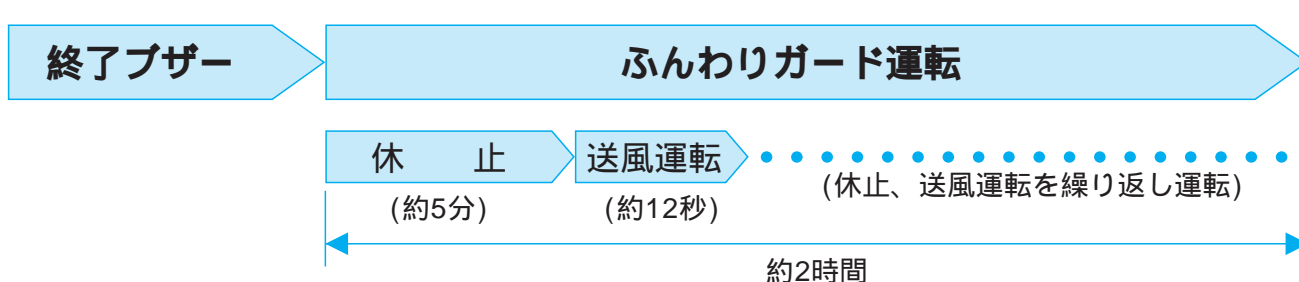 終了ブザー ふんわりガード運転
休　止 送風運転
(休止、送風運転を繰り返し運転)
(約5分) (約12秒)
約2時間